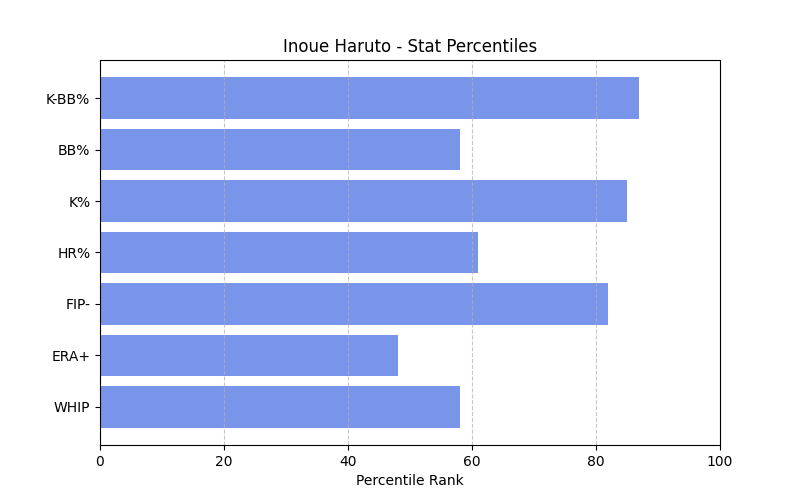 Inoue Haruto - Stat Percentiles
K-BB%
BB%
K%
HR%
FIP-
ERA+
WHIP
0 20 40 60 80 100
Percentile Rank